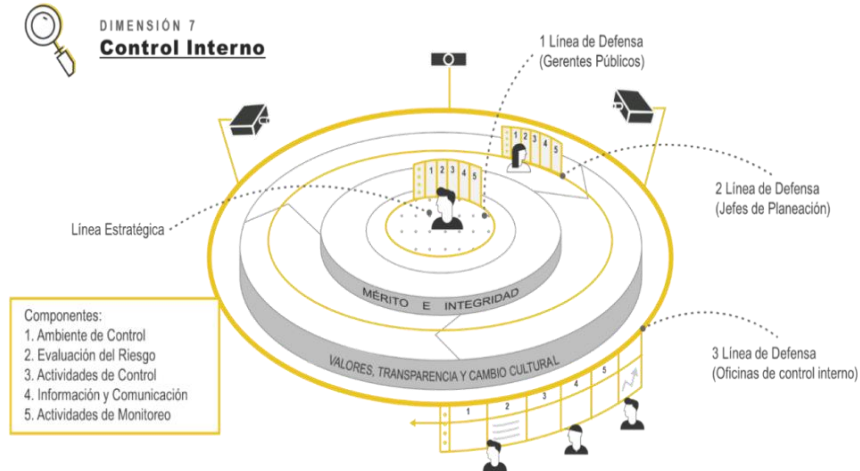 DIMENSIÓN 7
Control Interno
1 Línea de Defensa
(Gerentes Públicos)
1 2 3 4 5
1 2 3 4 5
2 Línea de Defensa
(Jefes de Planeación)
Línea Estratégica
MÉRITO E INTEGRIDAD
VALORES, TRANSPARENCIA Y CAMBIO CULTURAL
Componentes:
1. Ambiente de Control
2. Evaluación del Riesgo
3. Actividades de Control
4. Información y Comunicación
5. Actividades de Monitoreo
3 Línea de Defensa
(Oficinas de control interno)
1 2 3 4 5